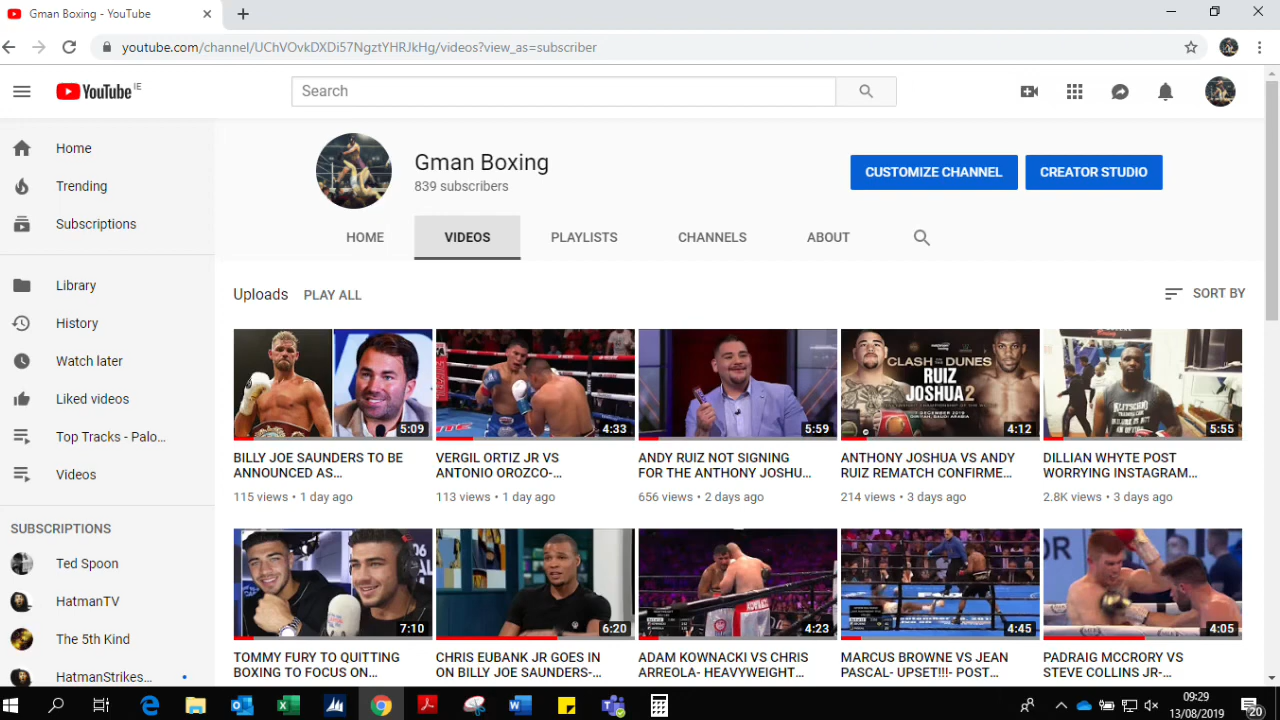 Gman Boxing - YouTube
youtube.com/channel/UChVOvkDXDi57NgztYHRJkHg/videos?view_as=subscriber
YouTube IE
Search
Home
Trending
Subscriptions
Library
History
Watch later
Liked videos
Top Tracks - Palo...
Videos
SUBSCRIPTIONS
Ted Spoon
HatmanTV
The 5th Kind
HatmanStrikes...
Gman Boxing
839 subscribers
CUSTOMIZE CHANNEL
CREATOR STUDIO
HOME
VIDEOS
PLAYLISTS
CHANNELS
ABOUT
Uploads
PLAY ALL
SORT BY
5:09
BILLY JOE SAUNDERS TO BE
ANNOUNCED AS...
115 views • 1 day ago
4:33
VERGIL ORTIZ JR VS
ANTONIO OROZCO-...
113 views • 1 day ago
5:59
ANDY RUIZ NOT SIGNING
FOR THE ANTHONY JOSHU...
656 views • 2 days ago
CLASH OF THE DUNES
RUIZ
JOSHUA 2
4:12
ANTHONY JOSHUA VS ANDY
RUIZ REMATCH CONFIRME...
214 views • 3 days ago
KLITSCHKO
5:55
DILLIAN WHYTE POST
WORRYING INSTAGRAM...
2.8K views • 3 days ago
7:10
TOMMY FURY TO QUITTING
BOXING TO FOCUS ON...
6:20
CHRIS EUBANK JR GOES IN
ON BILLY JOE SAUNDERS-...
KOWNACKI
4:23
ADAM KOWNACKI VS CHRIS
ARREOLA- HEAVYWEIGHT...
4:45
MARCUS BROWNE VS JEAN
PASCAL- UPSET!!!- POST...
4:05
PADRAIG MCCRORY VS
STEVE COLLINS JR-...
09:29
13/08/2019
20